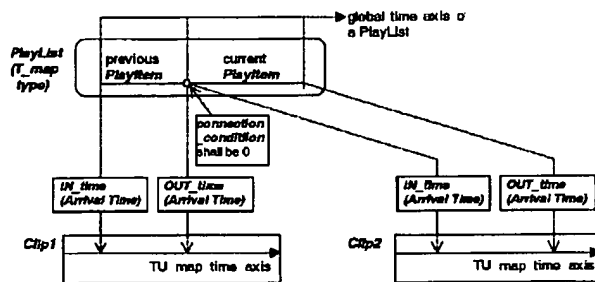 global time axis of
a PlayList
PlayList
(T_map
type)
previous
PlayItem
current
PlayItem
connection
_condition
shall be 0
IN_time
(Arrival Time)
OUT_time
(Arrival Time)
IN_time
(Arrival Time)
OUT_time
(Arrival Time)
Clip1
TU map time axis
Clip2
TU map time axis